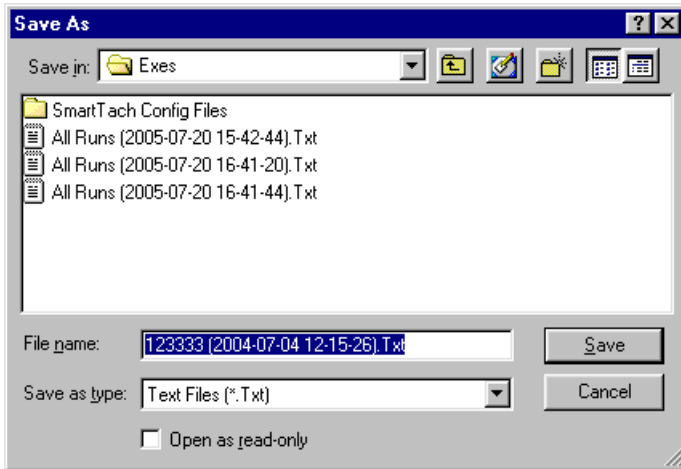 Save As
Save in: Exes
SmartTach Config Files
All Runs (2005-07-20 15-42-44).Txt
All Runs (2005-07-20 16-41-20).Txt
All Runs (2005-07-20 16-41-44).Txt
File name: 123333 (2004-07-04 12-15-26).Txt Save
Save as type: Text Files (*.Txt) Cancel
Open as read-only